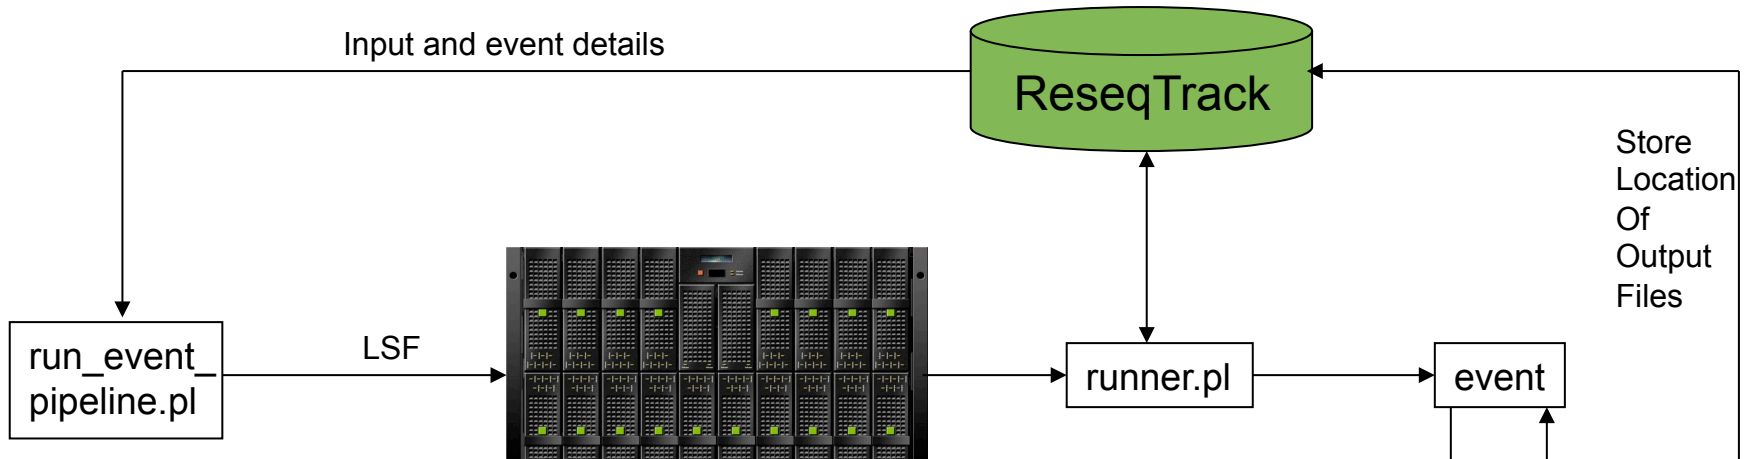 Input and event details
ReseqTrack
Store
Location
Of
Output
Files
run_event_
pipeline.pl
LSF
runner.pl
event